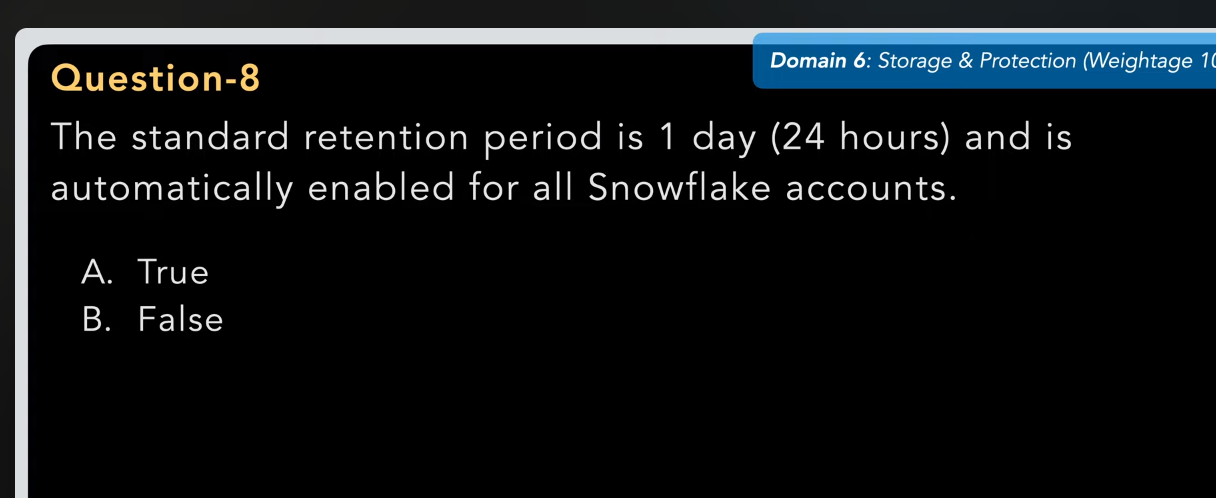 Domain 6: Storage & Protection (Weightage 10
Question-8
The standard retention period is 1 day (24 hours) and is
automatically enabled for all Snowflake accounts.
A. True
B. False